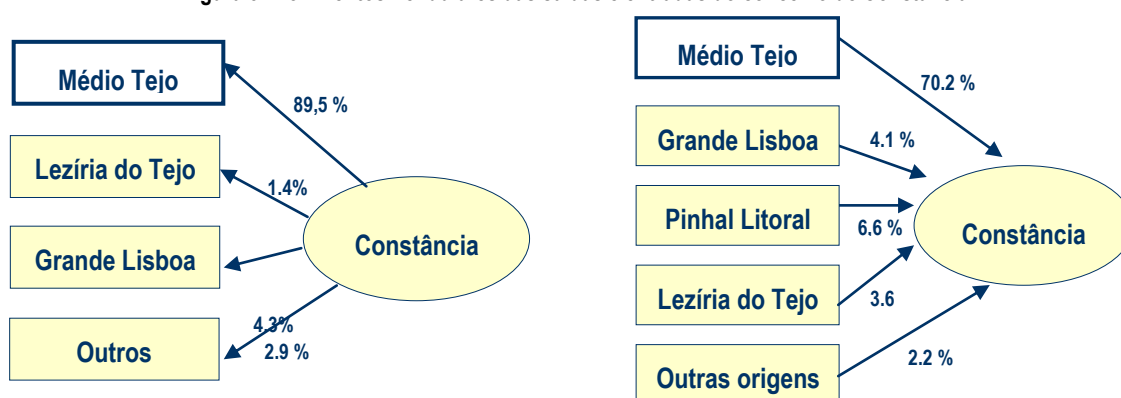 Médio Tejo
89,5 %
Lezíria do Tejo
1.4%
Grande Lisboa
Constância
4.3%
Outros
2.9 %
Médio Tejo
70.2 %
Grande Lisboa
4.1 %
Pinhal Litoral
6.6 %
Constância
Lezíria do Tejo
3.6
2.2 %
Outras origens